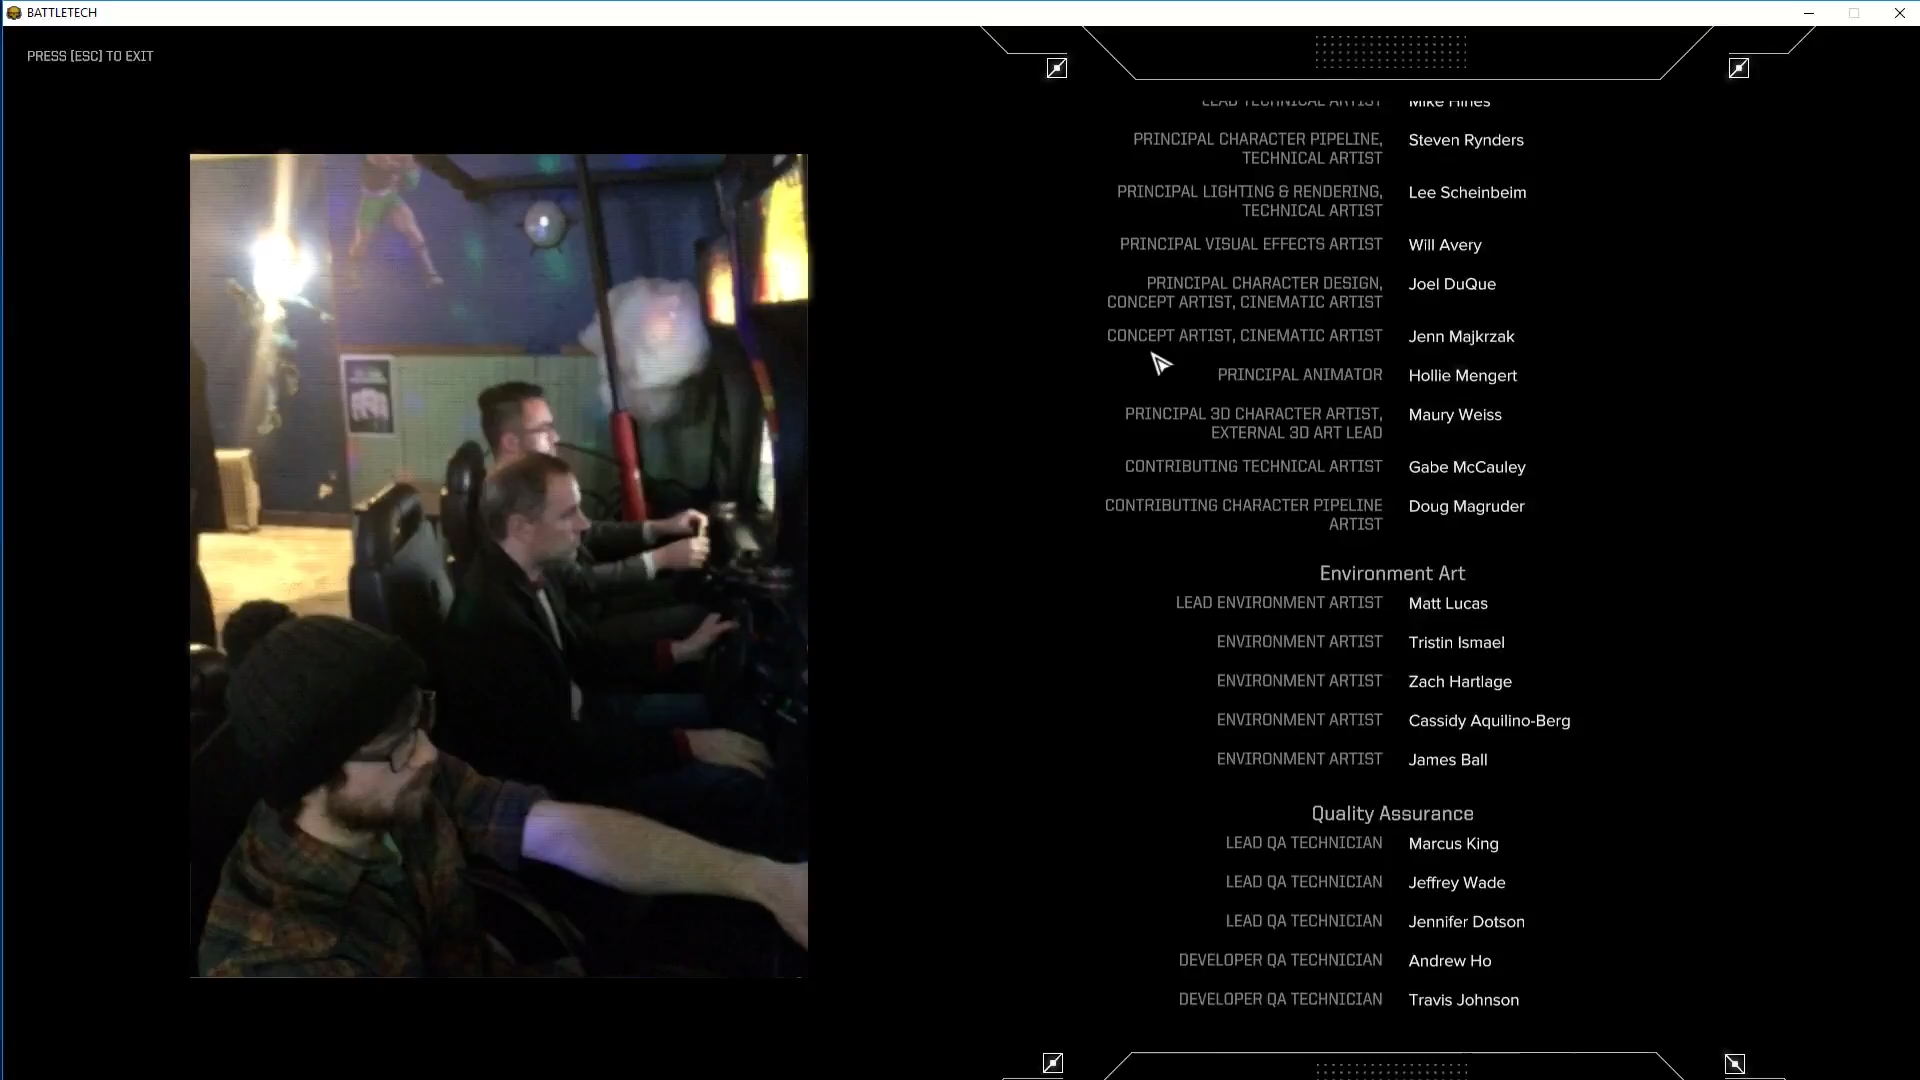 BATTLETECH
PRESS [ESC] TO EXIT
LEAD TECHNICAL ARTIST Mike Hines
PRINCIPAL CHARACTER PIPELINE, Steven Rynders
TECHNICAL ARTIST
PRINCIPAL LIGHTING & RENDERING, Lee Scheinbeim
TECHNICAL ARTIST
PRINCIPAL VISUAL EFFECTS ARTIST Will Avery
PRINCIPAL CHARACTER DESIGN, Joel DuQue
CONCEPT ARTIST, CINEMATIC ARTIST
CONCEPT ARTIST, CINEMATIC ARTIST Jenn Majkrzak
PRINCIPAL ANIMATOR Hollie Mengert
PRINCIPAL 3D CHARACTER ARTIST, Maury Weiss
EXTERNAL 3D ART LEAD
CONTRIBUTING TECHNICAL ARTIST Gabe McCauley
CONTRIBUTING CHARACTER PIPELINE Doug Magruder
ARTIST
Environment Art
LEAD ENVIRONMENT ARTIST Matt Lucas
ENVIRONMENT ARTIST Tristin Ismael
ENVIRONMENT ARTIST Zach Hartlage
ENVIRONMENT ARTIST Cassidy Aquilino-Berg
ENVIRONMENT ARTIST James Ball
Quality Assurance
LEAD QA TECHNICIAN Marcus King
LEAD QA TECHNICIAN Jeffrey Wade
LEAD QA TECHNICIAN Jennifer Dotson
DEVELOPER QA TECHNICIAN Andrew Ho
DEVELOPER QA TECHNICIAN Travis Johnson